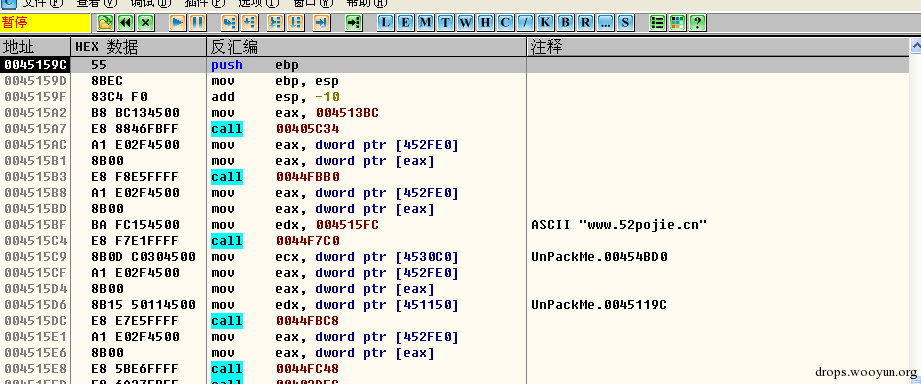 文件(F) 查看(V) 调试(D) 插件(P) 选项(T) 窗口(W) 帮助(H)
暂停 L E M T W H C / K B R ... S ?
地址 HEX 数据 反汇编 注释
0045159C 55 push ebp
0045159D 8BEC mov ebp, esp
0045159F 83C4 F0 add esp, -10
004515A2 B8 BC134500 mov eax, 004513BC
004515A7 E8 8846FBFF call 00405C34
004515AC A1 E02F4500 mov eax, dword ptr [452FE0]
004515B1 8B00 mov eax, dword ptr [eax]
004515B3 E8 F8E5FFFF call 0044FBB0
004515B8 A1 E02F4500 mov eax, dword ptr [452FE0]
004515BD 8B00 mov eax, dword ptr [eax]
004515BF BA FC154500 mov edx, 004515FC ASCII "www.52pojie.cn"
004515C4 E8 F7E1FFFF call 0044F7C0
004515C9 8B0D C0304500 mov ecx, dword ptr [4530C0] UnPackMe.00454BD0
004515CF A1 E02F4500 mov eax, dword ptr [452FE0]
004515D4 8B00 mov eax, dword ptr [eax]
004515D6 8B15 50114500 mov edx, dword ptr [451150] UnPackMe.0045119C
004515DC E8 E7E5FFFF call 0044FBC8
004515E1 A1 E02F4500 mov eax, dword ptr [452FE0]
004515E6 8B00 mov eax, dword ptr [eax]
004515E8 E8 5BE6FFFF call 0044FC48
drops.wooyun.org